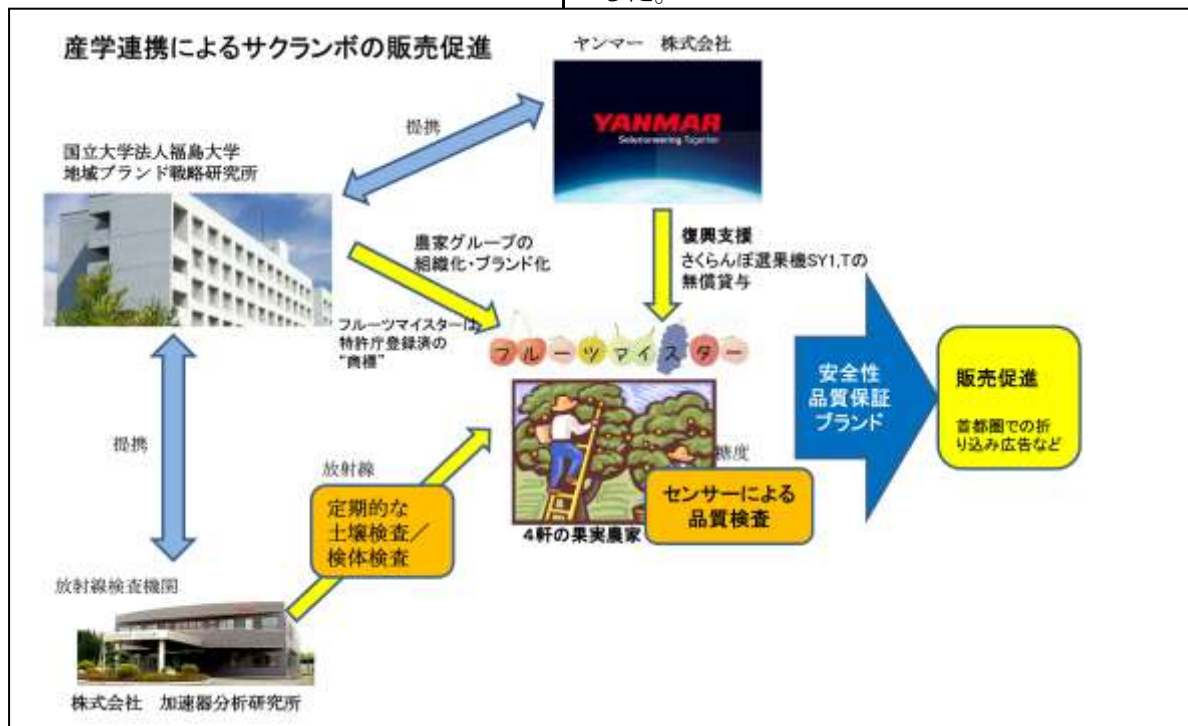 した。
産学連携によるサクランボの販売促進
ヤンマー 株式会社
YANMAR
Solutioneering Together
提携
国立大学法人福島大学
地域ブランド戦略研究所
農家グループの
組織化・ブランド化
復興支援
さくらんぼ選果機SY1,Tの
無償貸与
フルーツマイスターは
特許庁登録済の
“商標”
フルーツマイスター
安全性
品質保証
ブランド
販売促進
首都圏での折
り込み広告など
提携
放射線
定期的な
土壌検査/
検体検査
糖度
センサーによる
品質検査
4軒の果実農家
放射線検査機関
株式会社 加速器分析研究所